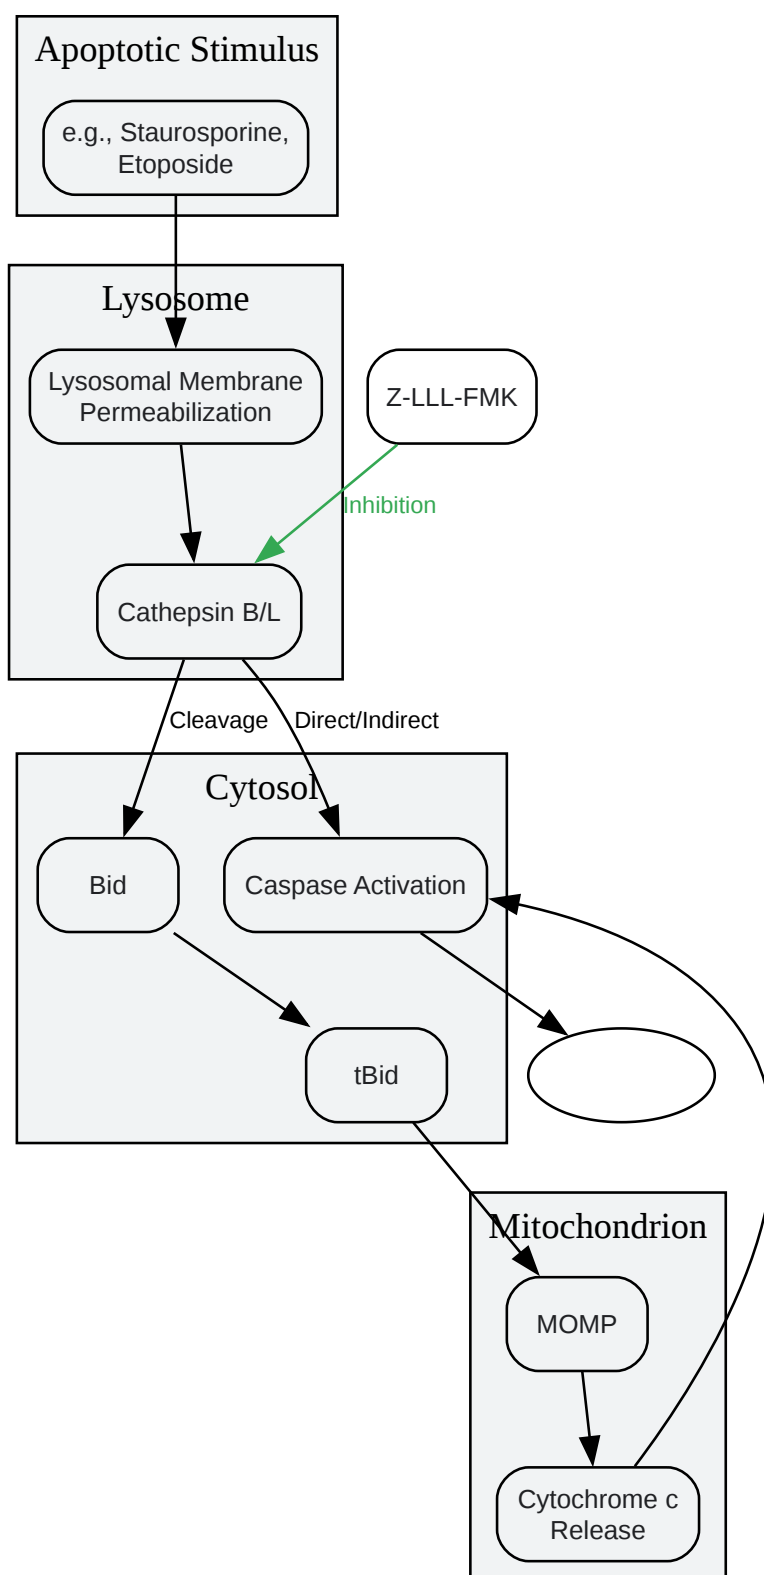 Apoptotic Stimulus
e.g., Staurosporine,
Etoposide
Lysosome
Lysosomal Membrane
Permeabilization
Z-LLL-FMK
Inhibition
Cathepsin B/L
Cleavage
Direct/Indirect
Cytosol
Bid
Caspase Activation
tBid
Mitochondrion
MOMP
Cytochrome c
Release